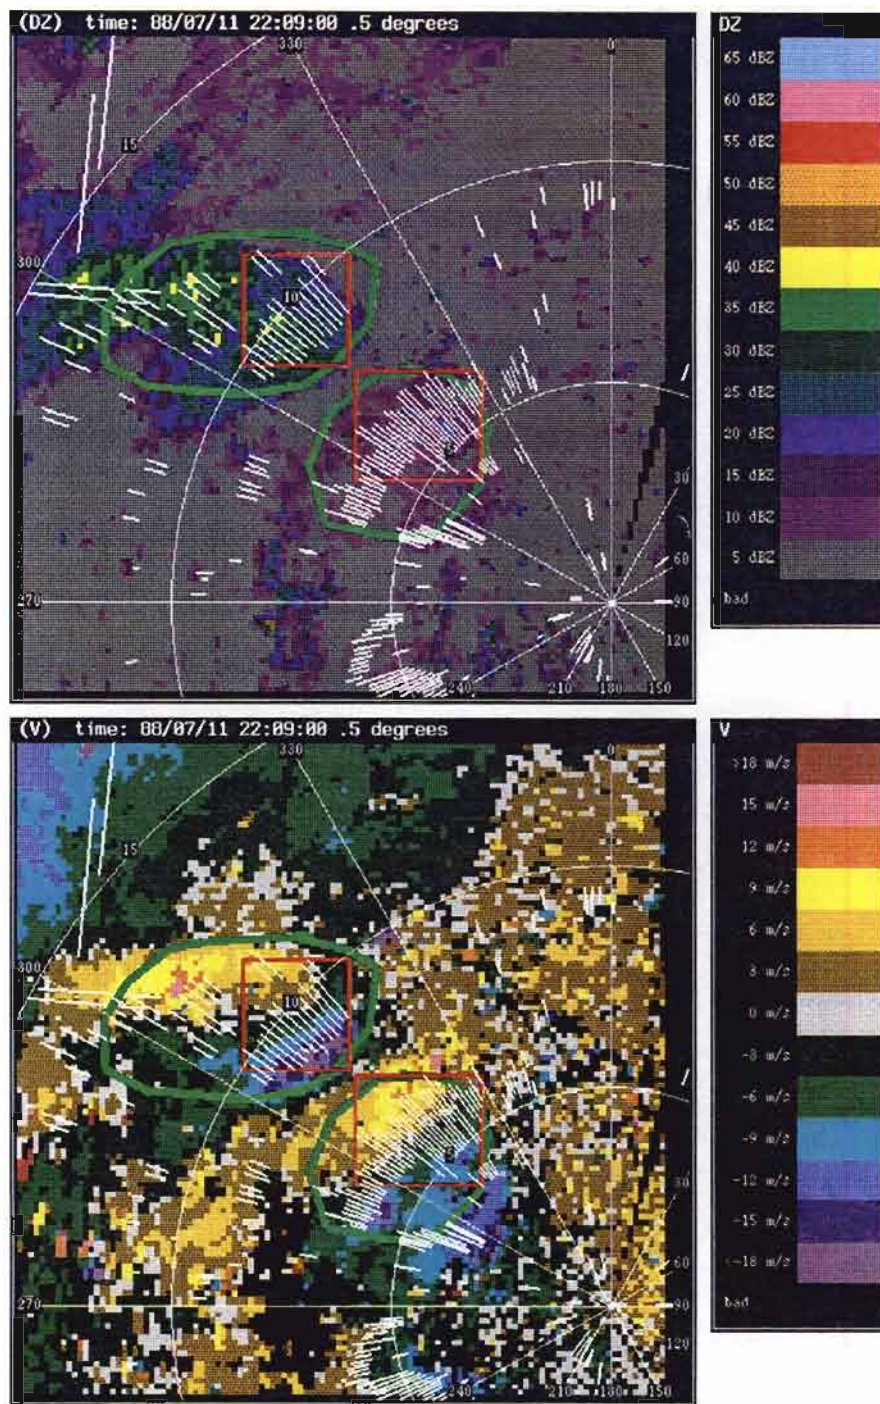 (DZ) time: 88/07/11 22:09:00 .5 degrees
330
0
15
300
10
5
270
30
60
90
120
240
210
180
150
DZ
65 dBZ
60 dBZ
55 dBZ
50 dBZ
45 dBZ
40 dBZ
35 dBZ
30 dBZ
25 dBZ
20 dBZ
15 dBZ
10 dBZ
5 dBZ
bad
(V) time: 88/07/11 22:09:00 .5 degrees
330
0
15
300
10
5
270
30
60
90
120
240
210
180
150
V
>18 m/s
15 m/s
12 m/s
9 m/s
6 m/s
3 m/s
0 m/s
-3 m/s
-6 m/s
-9 m/s
-12 m/s
-15 m/s
<-18 m/s
bad